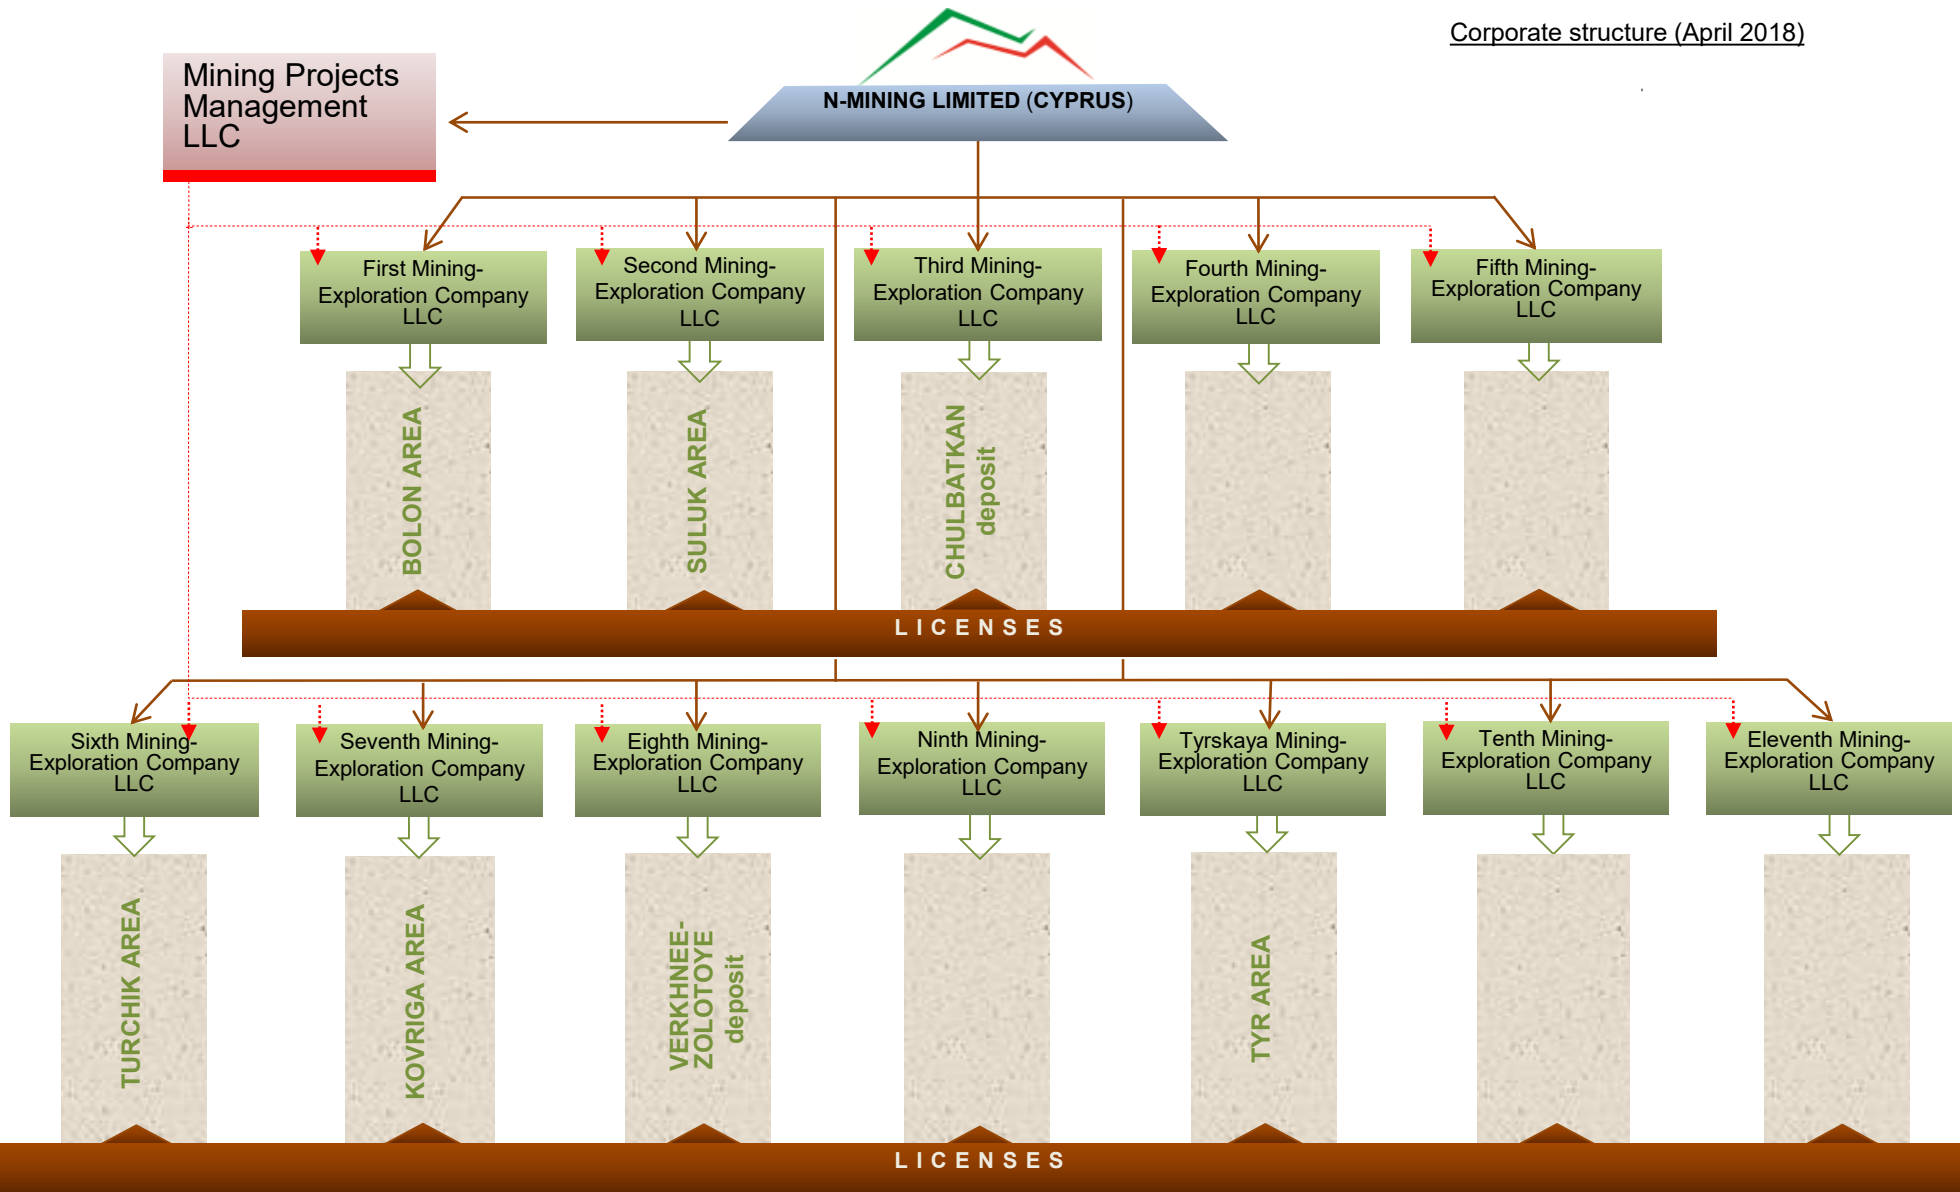 Corporate structure (April 2018)
Mining Projects
Management
LLC
N-MINING LIMITED (CYPRUS)
First Mining-
Exploration Company
LLC
Second Mining-
Exploration Company
LLC
Third Mining-
Exploration Company
LLC
Fourth Mining-
Exploration Company
LLC
Fifth Mining-
Exploration Company
LLC
BOLON AREA
SULUK AREA
CHULBATKAN
deposit
LICENSES
Sixth Mining-
Exploration Company
LLC
Seventh Mining-
Exploration Company
LLC
Eighth Mining-
Exploration Company
LLC
Ninth Mining-
Exploration Company
LLC
Tyrskaya Mining-
Exploration Company
LLC
Tenth Mining-
Exploration Company
LLC
Eleventh Mining-
Exploration Company
LLC
TURCHIK AREA
KOVRIGA AREA
VERKHNEE-
ZOLOTOYE
deposit
TYR AREA
LICENSES